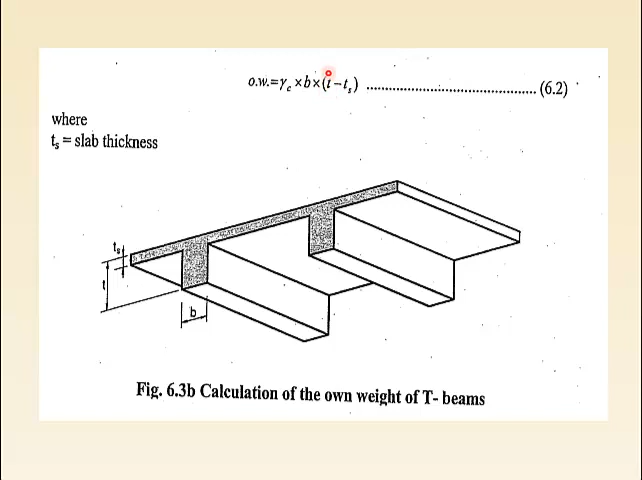 o.w.=γc×b×(t−ts) ............................................... (6.2)
where
ts = slab thickness
ts
t
b
Fig. 6.3b Calculation of the own weight of T- beams